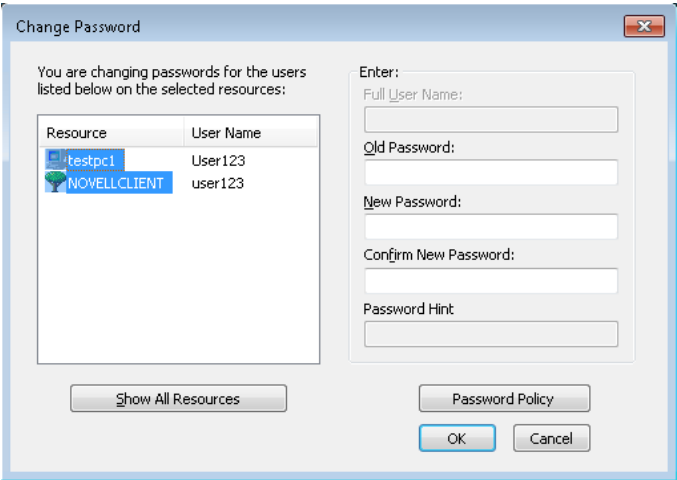 Change Password
You are changing passwords for the users
listed below on the selected resources:
Resource User Name
testpc1 User123
NOVELLCLIENT user123
Show All Resources
Enter:
Full User Name:
Old Password:
New Password:
Confirm New Password:
Password Hint
Password Policy
OK Cancel